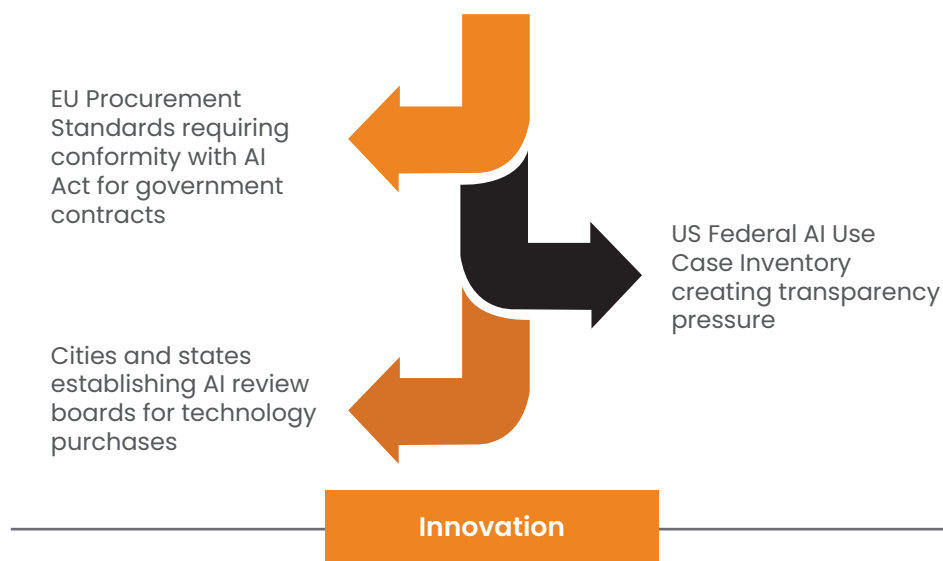 EU Procurement
Standards requiring
conformity with AI
Act for government
contracts
US Federal AI Use
Case Inventory
creating transparency
pressure
Cities and states
establishing AI review
boards for technology
purchases
Innovation